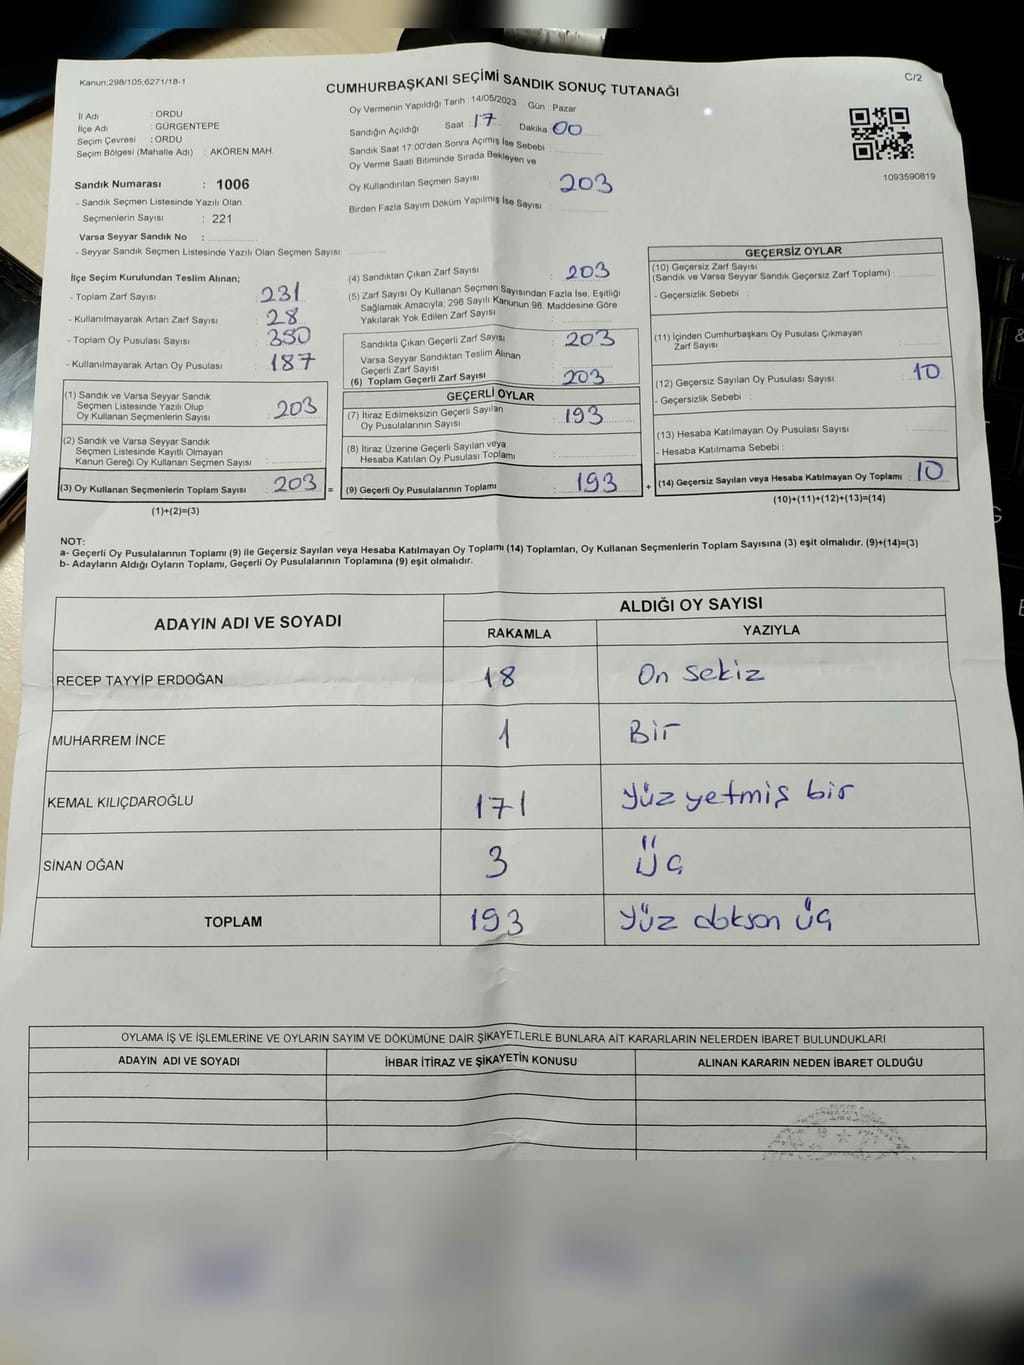 Kanun:298/105,6271/18-1
C/2
CUMHURBAŞKANI SEÇİMİ SANDIK SONUÇ TUTANAĞI
İl Adı : ORDU
İlçe Adı : GÜRGENTEPE
Seçim Çevresi : ORDU
Seçim Bölgesi (Mahalle Adı) : AKÖREN MAH.
Sandık Numarası : 1006
- Sandık Seçmen Listesinde Yazılı Olan
Seçmenlerin Sayısı : 221
Varsa Seyyar Sandık No :
- Seyyar Sandık Seçmen Listesinde Yazılı Olan Seçmen Sayısı:
Oy Vermenin Yapıldığı Tarih : 14/05/2023 Gün : Pazar
Sandığın Açıldığı Saat : 17 Dakika 00
Sandık Saat 17:00'den Sonra Açımış İse Sebebi :
Oy Verme Saati Bitiminde Sırada Bekleyen ve
Oy Kullandırılan Seçmen Sayısı : 203
Birden Fazla Sayım Döküm Yapılmış İse Sayısı :
1093590819
İlçe Seçim Kurulundan Teslim Alınan;
- Toplam Zarf Sayısı : 231
- Kullanılmayarak Artan Zarf Sayısı : 28
- Toplam Oy Pusulası Sayısı : 390
- Kullanılmayarak Artan Oy Pusulası : 187
(1) Sandık ve Varsa Seyyar Sandık
Seçmen Listesinde Yazılı Olup
Oy Kullanan Seçmenlerin Sayısı : 203
(2) Sandık ve Varsa Seyyar Sandık
Seçmen Listesinde Kayıtlı Olmayan
Kanun Gereği Oy Kullanan Seçmen Sayısı :
(3) Oy Kullanan Seçmenlerin Toplam Sayısı : 203 =
(1)+(2)=(3)
(4) Sandıktan Çıkan Zarf Sayısı : 203
(5) Zarf Sayısı Oy Kullanan Seçmen Sayısından Fazla İse, Eşitliği
Sağlamak Amacıyla; 298 Sayılı Kanunun 98. Maddesine Göre
Yakılarak Yok Edilen Zarf Sayısı :
Sandıkta Çıkan Geçerli Zarf Sayısı : 203
Varsa Seyyar Sandıktan Teslim Alınan
Geçerli Zarf Sayısı :
(6) Toplam Geçerli Zarf Sayısı : 203
GEÇERLİ OYLAR
(7) İtiraz Edilmeksizin Geçerli Sayılan
Oy Pusulalarının Sayısı : 193
(8) İtiraz Üzerine Geçerli Sayılan veya
Hesaba Katılan Oy Pusulası Toplamı :
(9) Geçerli Oy Pusulalarının Toplamı : 193 +
GEÇERSİZ OYLAR
(10) Geçersiz Zarf Sayısı
(Sandık ve Varsa Seyyar Sandık Geçersiz Zarf Toplamı) :
- Geçersizlik Sebebi :
(11) İçinden Cumhurbaşkanı Oy Pusulası Çıkmayan
Zarf Sayısı :
(12) Geçersiz Sayılan Oy Pusulası Sayısı : 10
- Geçersizlik Sebebi :
(13) Hesaba Katılmayan Oy Pusulası Sayısı :
- Hesaba Katılmama Sebebi :
(14) Geçersiz Sayılan veya Hesaba Katılmayan Oy Toplamı : 10
(10)+(11)+(12)+(13)=(14)
NOT:
a- Geçerli Oy Pusulalarının Toplamı (9) ile Geçersiz Sayılan veya Hesaba Katılmayan Oy Toplamı (14) Toplamları, Oy Kullanan Seçmenlerin Toplam Sayısına (3) eşit olmalıdır. (9)+(14)=(3)
b- Adayların Aldığı Oyların Toplamı, Geçerli Oy Pusulalarının Toplamına (9) eşit olmalıdır.
ADAYIN ADI VE SOYADI
ALDIĞI OY SAYISI
RAKAMLA YAZIYLA
RECEP TAYYİP ERDOĞAN 18 On sekiz
MUHARREM İNCE 1 Bir
KEMAL KILIÇDAROĞLU 171 Yüz yetmiş bir
SİNAN OĞAN 3 Üç
TOPLAM 193 Yüz doksan üç
OYLAMA İŞ VE İŞLEMLERİNE VE OYLARIN SAYIM VE DÖKÜMÜNE DAİR ŞİKAYETLERLE BUNLARA AİT KARARLARIN NELERDEN İBARET BULUNDUKLARI
ADAYIN ADI VE SOYADI İHBAR İTİRAZ VE ŞİKAYETİN KONUSU ALINAN KARARIN NEDEN İBARET OLDUĞU